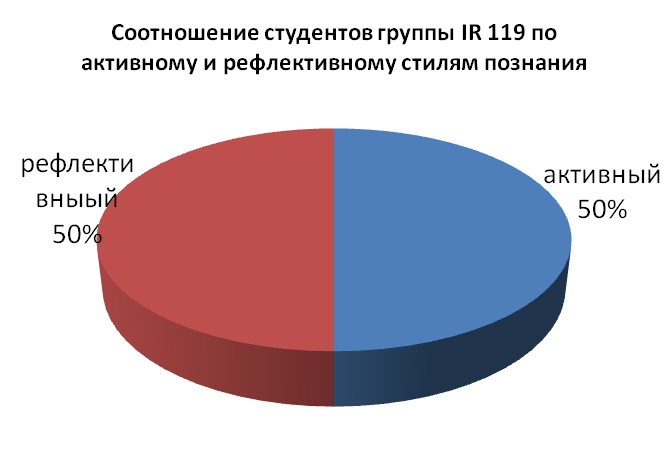 Соотношение студентов группы IR 119 по
активному и рефлективному стилям познания
рефлекти
вныый
50%
активный
50%